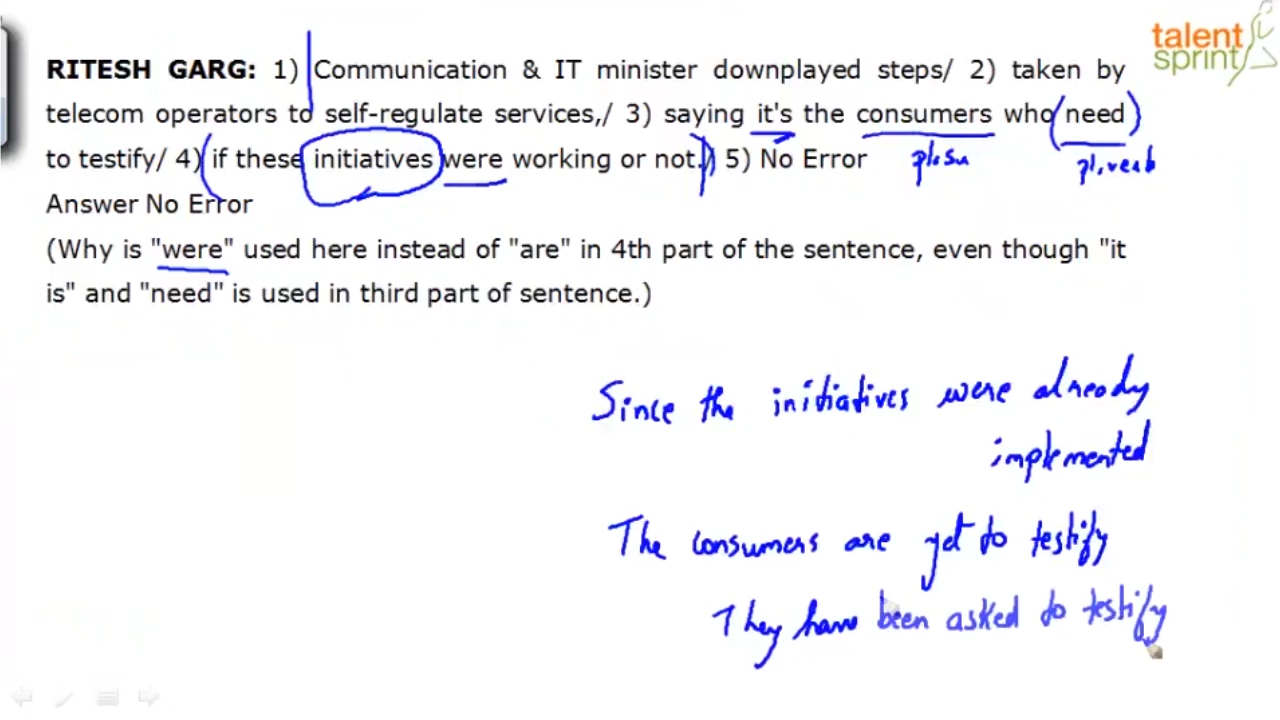 talent
sprint
RITESH GARG: 1) Communication & IT minister downplayed steps/ 2) taken by
telecom operators to self-regulate services,/ 3) saying it's the consumers who need
to testify/ 4) if these initiatives were working or not./ 5) No Error
pl.su
pl.verb
Answer No Error
(Why is "were" used here instead of "are" in 4th part of the sentence, even though "it
is" and "need" is used in third part of sentence.)
Since the initiatives were already
implemented
The consumers are yet to testify
They have been asked to testify